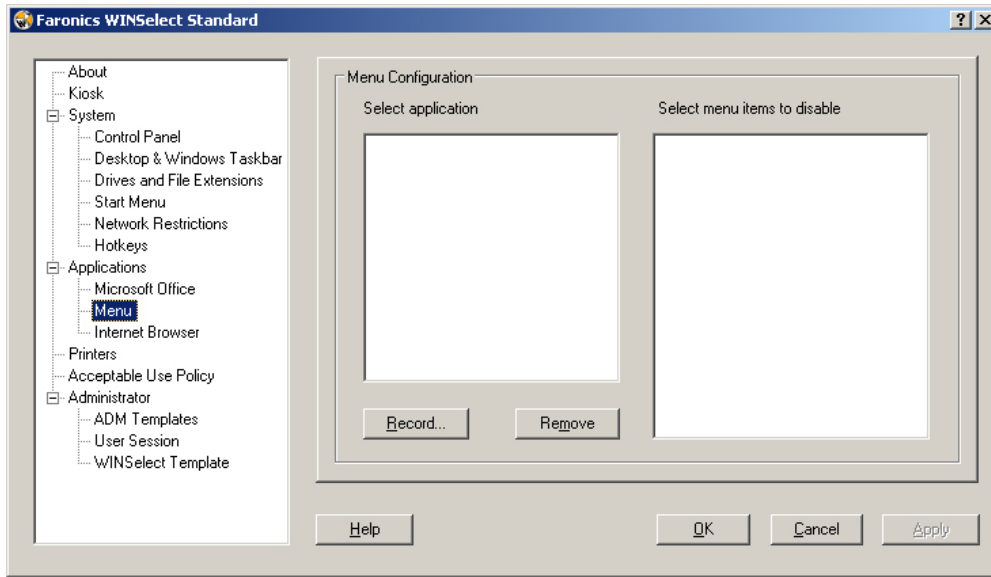 Faronics WINSelect Standard
About
Kiosk
System
Control Panel
Desktop & Windows Taskbar
Drives and File Extensions
Start Menu
Network Restrictions
Hotkeys
Applications
Microsoft Office
Menu
Internet Browser
Printers
Acceptable Use Policy
Administrator
ADM Templates
User Session
WINSelect Template
Menu Configuration
Select application
Select menu items to disable
Record...
Remove
Help
OK
Cancel
Apply